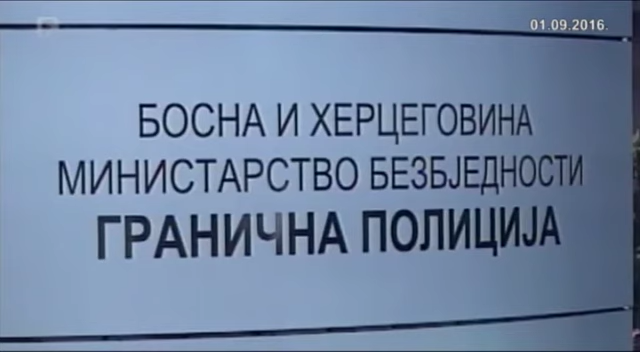 01.09.2016.
БОСНА И ХЕРЦЕГОВИНА
МИНИСТАРСТВО БЕЗБЈЕДНОСТИ
ГРАНИЧНА ПОЛИЦИЈА